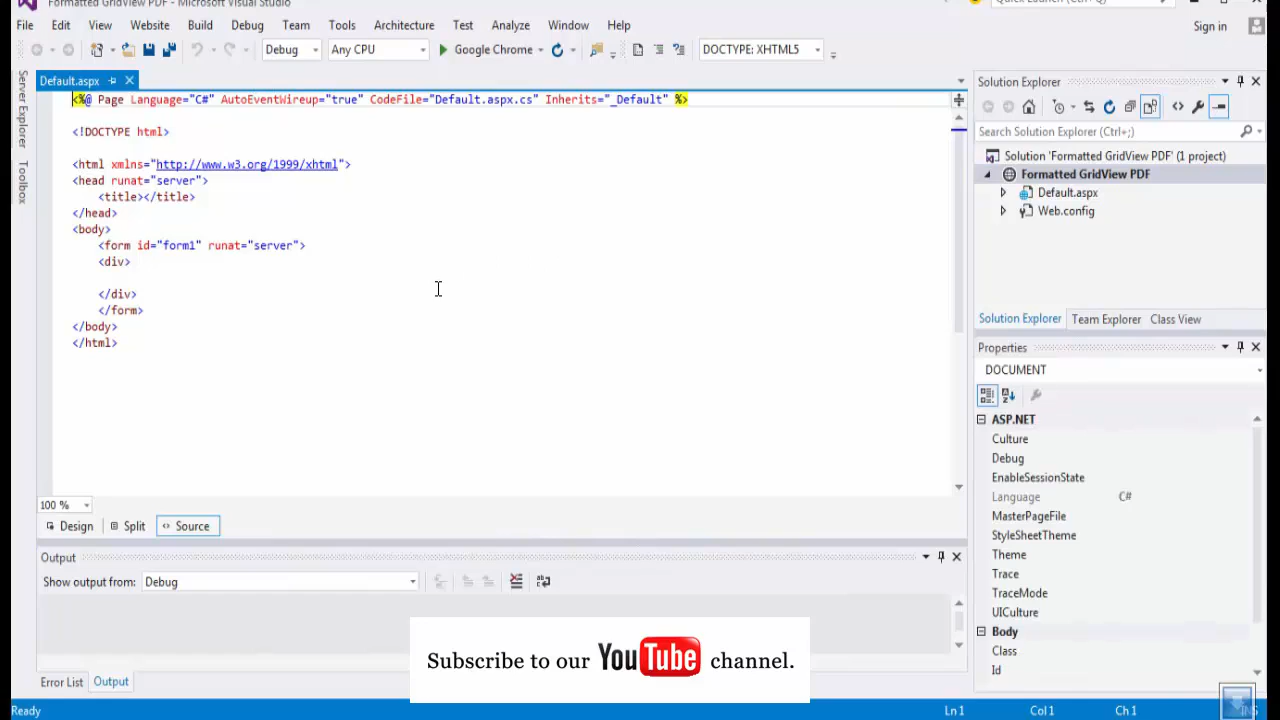 Formatted GridView PDF - Microsoft Visual Studio
Quick Launch (Ctrl+Q)
File Edit View Website Build Debug Team Tools Architecture Test Analyze Window Help
Sign in
Debug Any CPU Google Chrome DOCTYPE: XHTML5
Server Explorer
Toolbox
Default.aspx
<%@ Page Language="C#" AutoEventWireup="true" CodeFile="Default.aspx.cs" Inherits="_Default" %>
<!DOCTYPE html>
<html xmlns="http://www.w3.org/1999/xhtml">
<head runat="server">
<title></title>
</head>
<body>
<form id="form1" runat="server">
<div>
</div>
</form>
</body>
</html>
100 %
Design Split Source
Output
Show output from: Debug
Error List Output
Solution Explorer
Search Solution Explorer (Ctrl+;)
Solution 'Formatted GridView PDF' (1 project)
Formatted GridView PDF
Default.aspx
Web.config
Solution Explorer Team Explorer Class View
Properties
DOCUMENT
ASP.NET
Culture
Debug
EnableSessionState
Language C#
MasterPageFile
StyleSheetTheme
Theme
Trace
TraceMode
UICulture
Body
Class
Id
Subscribe to our YouTube channel.
Ready Ln 1 Col 1 Ch 1 INS